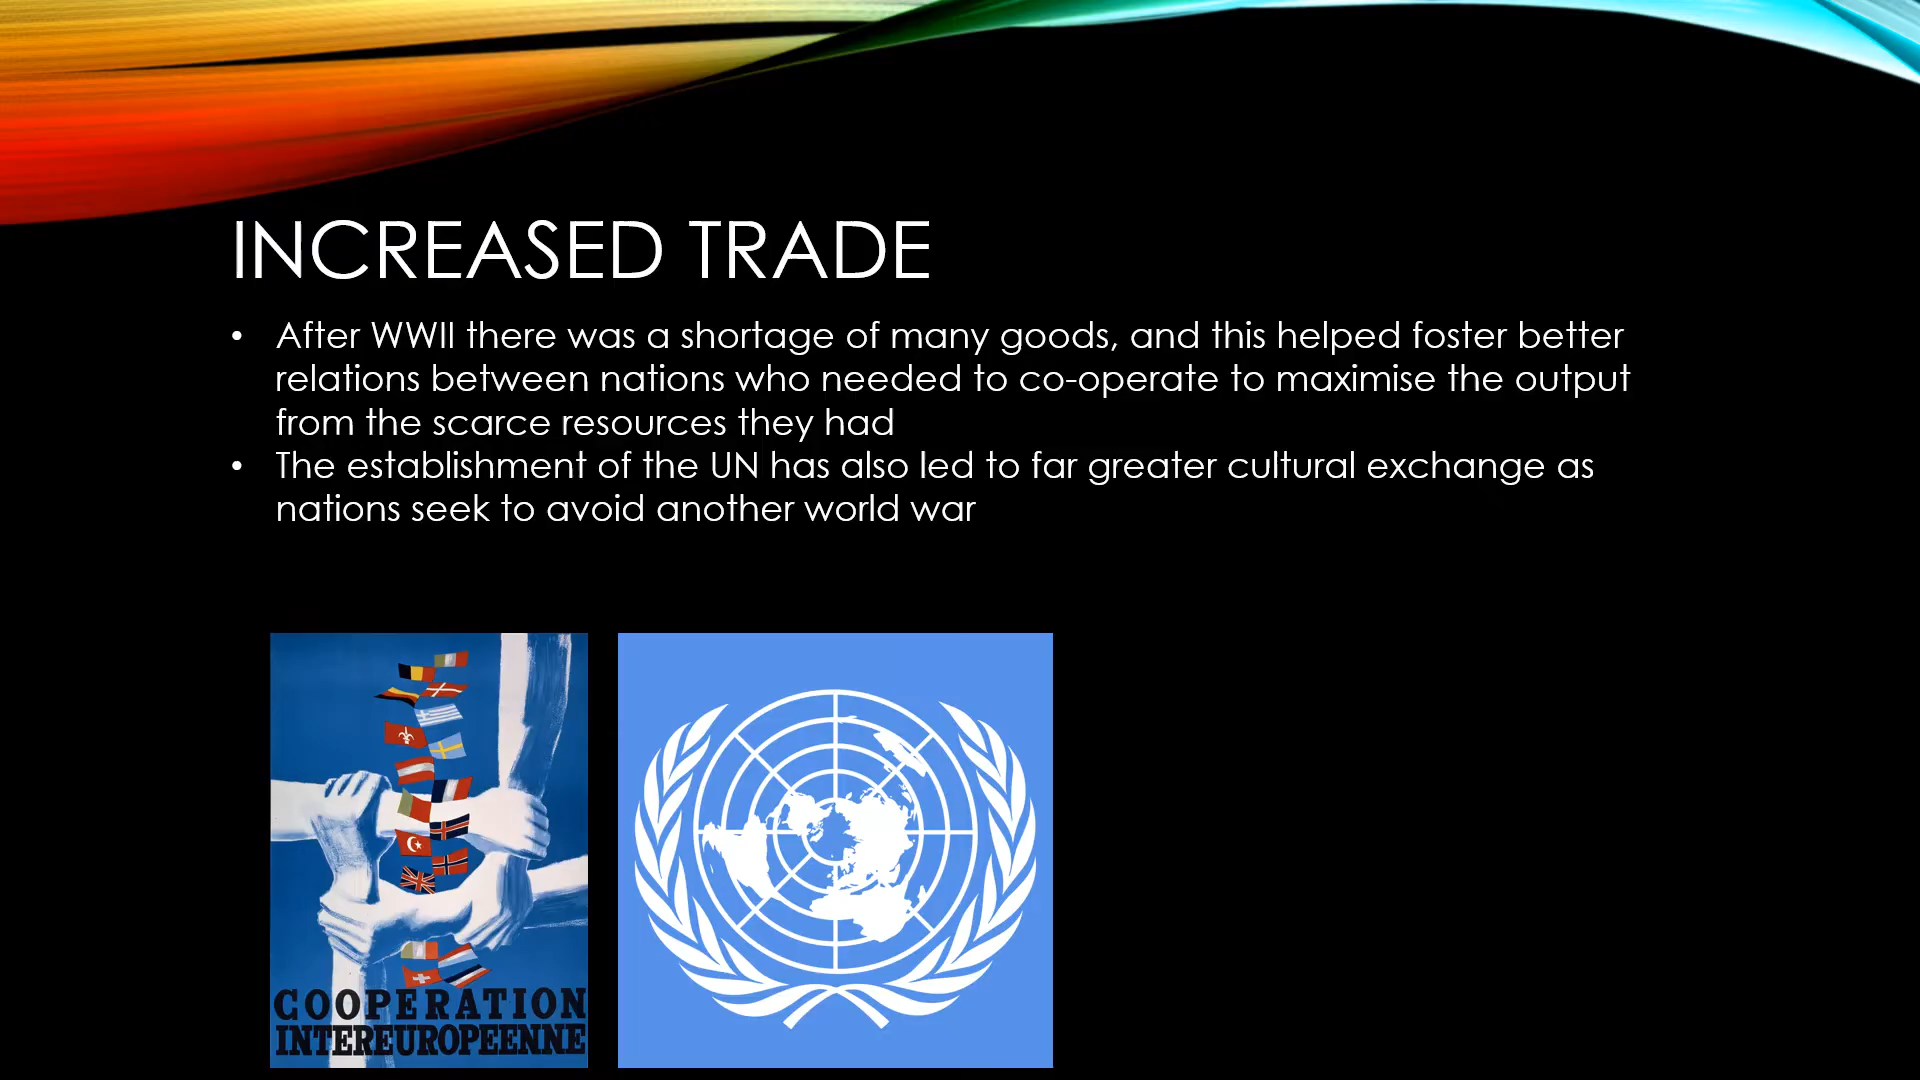 INCREASED TRADE
• After WWII there was a shortage of many goods, and this helped foster better
relations between nations who needed to co-operate to maximise the output
from the scarce resources they had
• The establishment of the UN has also led to far greater cultural exchange as
nations seek to avoid another world war
COOPERATION
INTEREUROPEENNE